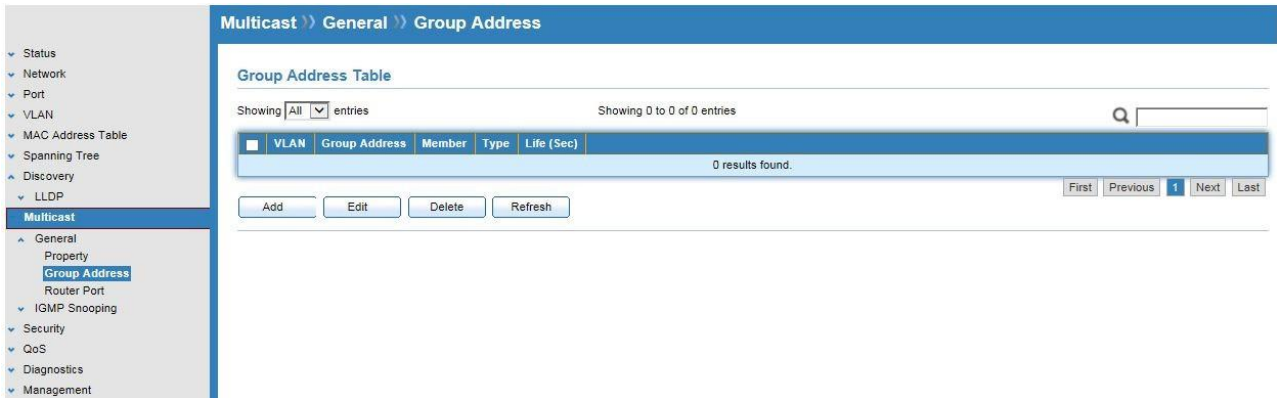 Multicast » General » Group Address
Status
Network
Port
VLAN
MAC Address Table
Spanning Tree
Discovery
LLDP
Multicast
General
Property
Group Address
Router Port
IGMP Snooping
Security
QoS
Diagnostics
Management
Group Address Table
Showing All entries Showing 0 to 0 of 0 entries
VLAN Group Address Member Type Life (Sec)
0 results found.
First Previous 1 Next Last
Add Edit Delete Refresh